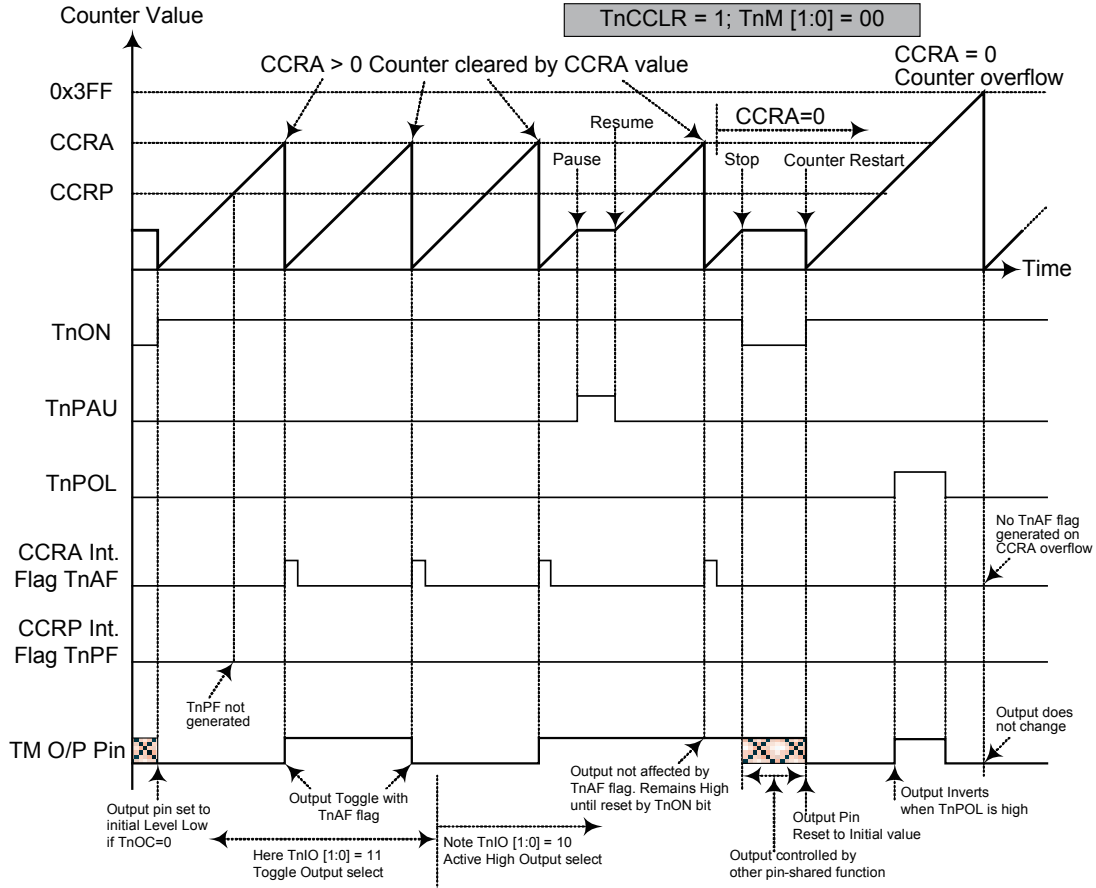 Counter Value
TnCCLR = 1; TnM [1:0] = 00
CCRA = 0
Counter overflow
CCRA > 0 Counter cleared by CCRA value
0x3FF
CCRA=0
Resume
CCRA
Pause
Stop
Counter Restart
CCRP
Time
TnON
TnPAU
TnPOL
No TnAF flag
generated on
CCRA overflow
CCRA Int.
Flag TnAF
CCRP Int.
Flag TnPF
TnPF not
generated
Output does
not change
TM O/P Pin
Output pin set to
initial Level Low
if TnOC=0
Output Toggle with
TnAF flag
Output not affected by
TnAF flag. Remains High
until reset by TnON bit
Output Inverts
when TnPOL is high
Output Pin
Reset to Initial value
Here TnIO [1:0] = 11
Toggle Output select
Note TnIO [1:0] = 10
Active High Output select
Output controlled by
other pin-shared function